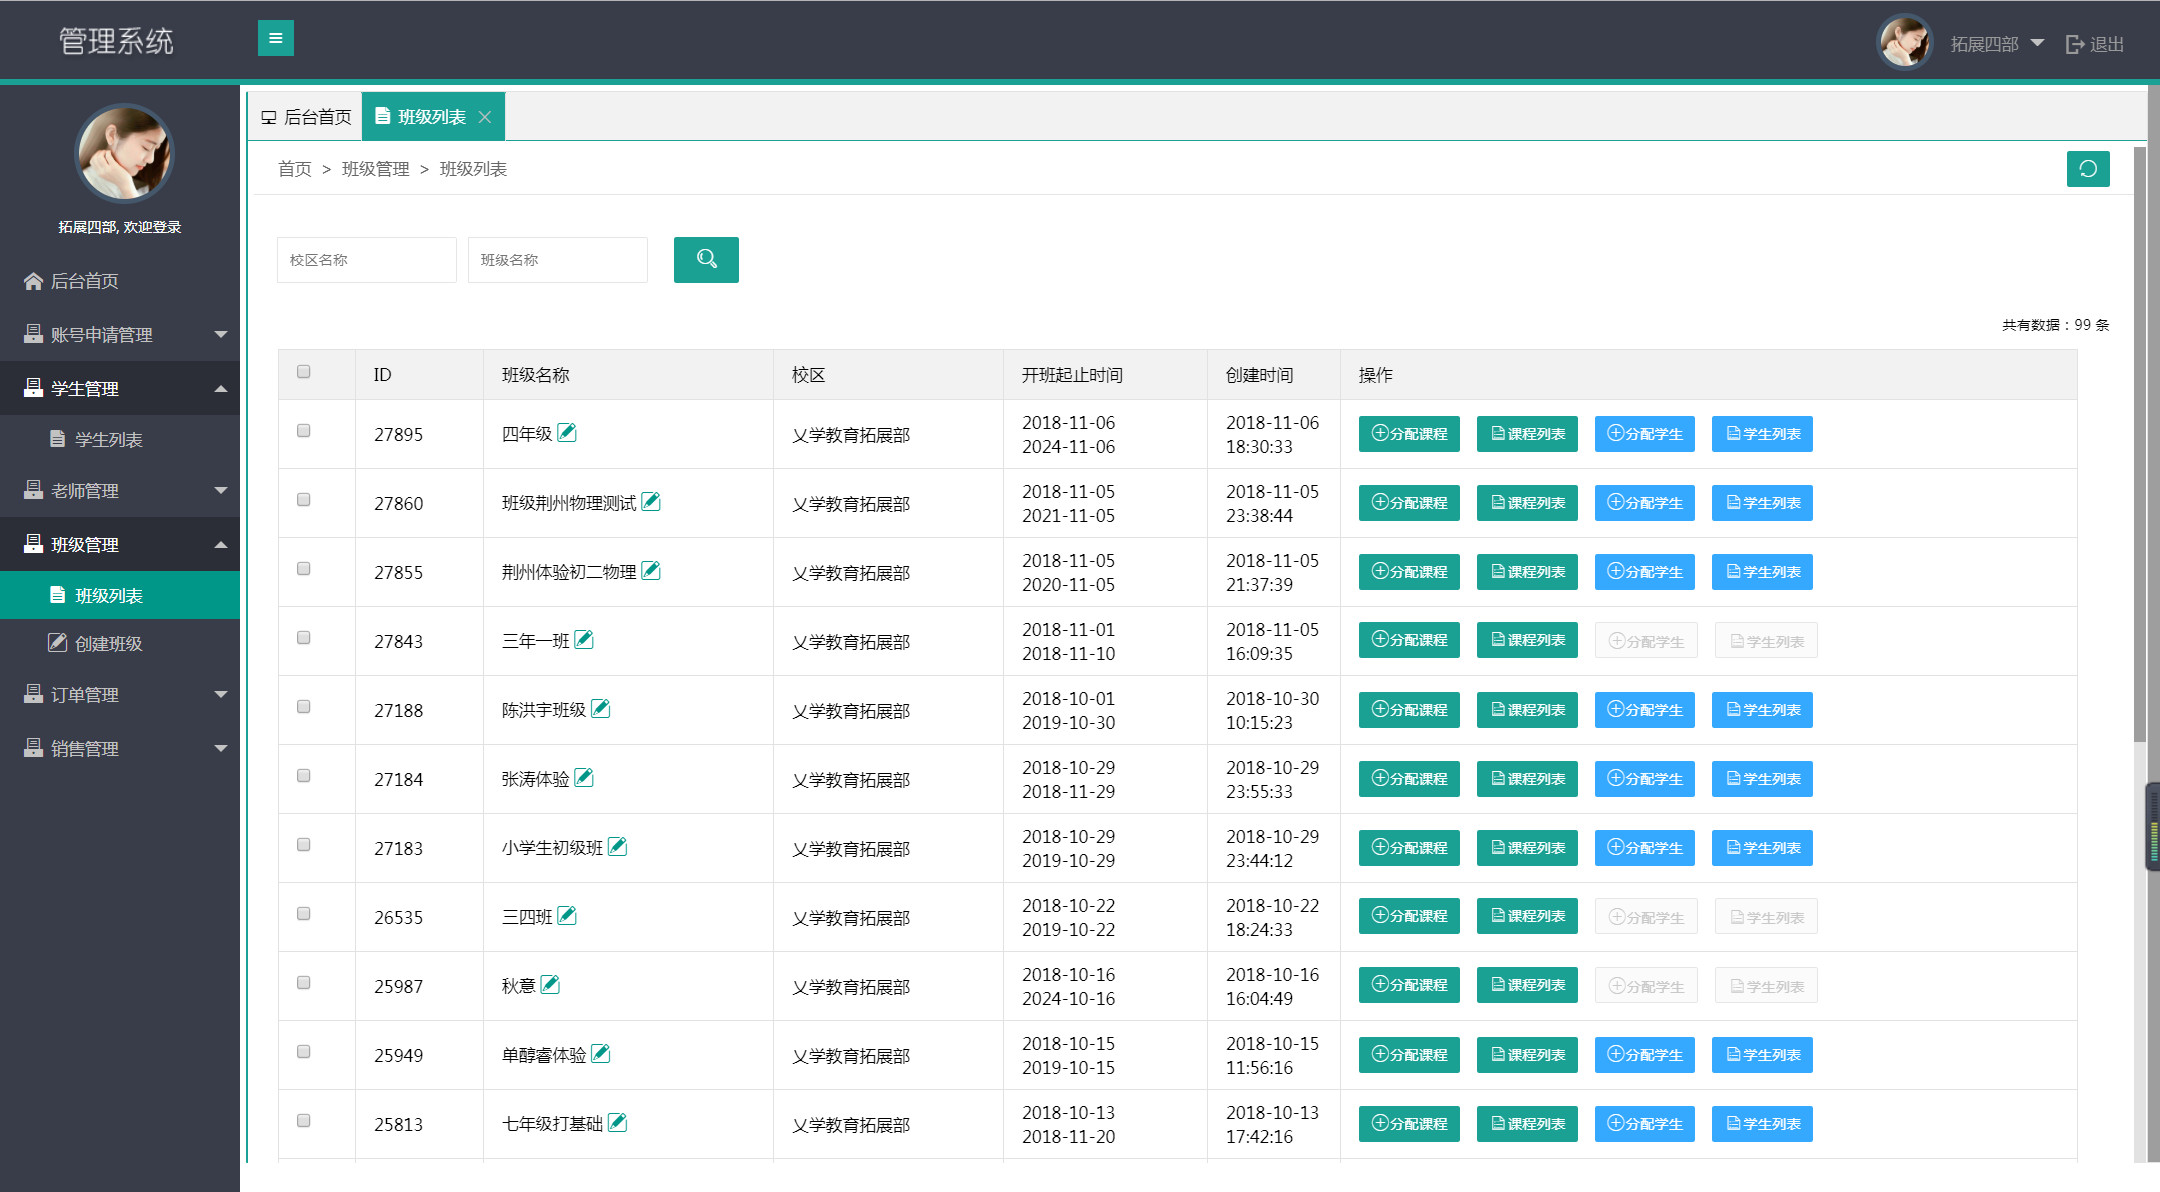 管理系统
拓展四部
退出
拓展四部, 欢迎登录
后台首页
账号申请管理
学生管理
学生列表
老师管理
班级管理
班级列表
创建班级
订单管理
销售管理
后台首页 班级列表
首页 > 班级管理 > 班级列表
校区名称 班级名称
共有数据：99 条
ID 班级名称 校区 开班起止时间 创建时间 操作
27895 四年级 乂学教育拓展部 2018-11-06 2018-11-06 分配课程 课程列表 分配学生 学生列表
2024-11-06 18:30:33
27860 班级荆州物理测试 乂学教育拓展部 2018-11-05 2018-11-05 分配课程 课程列表 分配学生 学生列表
2021-11-05 23:38:44
27855 荆州体验初二物理 乂学教育拓展部 2018-11-05 2018-11-05 分配课程 课程列表 分配学生 学生列表
2020-11-05 21:37:39
27843 三年一班 乂学教育拓展部 2018-11-01 2018-11-05 分配课程 课程列表 分配学生 学生列表
2018-11-10 16:09:35
27188 陈洪宇班级 乂学教育拓展部 2018-10-01 2018-10-30 分配课程 课程列表 分配学生 学生列表
2019-10-30 10:15:23
27184 张涛体验 乂学教育拓展部 2018-10-29 2018-10-29 分配课程 课程列表 分配学生 学生列表
2018-11-29 23:55:33
27183 小学生初级班 乂学教育拓展部 2018-10-29 2018-10-29 分配课程 课程列表 分配学生 学生列表
2019-10-29 23:44:12
26535 三四班 乂学教育拓展部 2018-10-22 2018-10-22 分配课程 课程列表 分配学生 学生列表
2019-10-22 18:24:33
25987 秋意 乂学教育拓展部 2018-10-16 2018-10-16 分配课程 课程列表 分配学生 学生列表
2024-10-16 16:04:49
25949 单醇睿体验 乂学教育拓展部 2018-10-15 2018-10-15 分配课程 课程列表 分配学生 学生列表
2019-10-15 11:56:16
25813 七年级打基础 乂学教育拓展部 2018-10-13 2018-10-13 分配课程 课程列表 分配学生 学生列表
2018-11-20 17:42:16